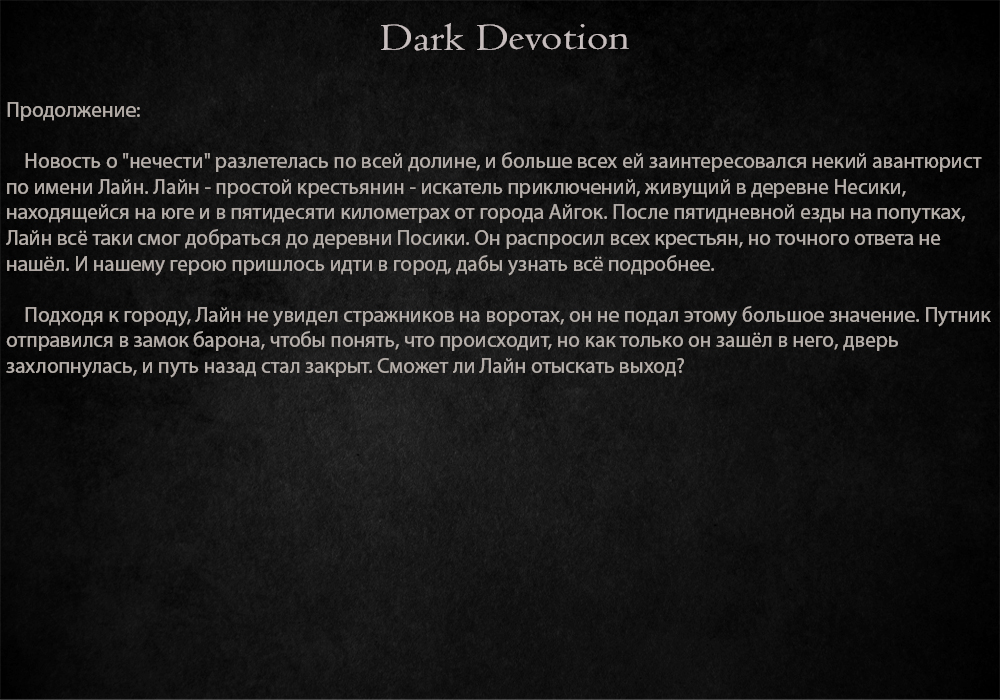 Dark Devotion
Продолжение:
Новость о "нечести" разлетелась по всей долине, и больше всех ей заинтересовался некий авантюрист
по имени Лайн. Лайн - простой крестьянин - искатель приключений, живущий в деревне Несики,
находящейся на юге и в пятидесяти километрах от города Айгок. После пятидневной езды на попутках,
Лайн всё таки смог добраться до деревни Посики. Он распросил всех крестьян, но точного ответа не
нашёл. И нашему герою пришлось идти в город, дабы узнать всё подробнее.
Подходя к городу, Лайн не увидел стражников на воротах, он не подал этому большое значение. Путник
отправился в замок барона, чтобы понять, что происходит, но как только он зашёл в него, дверь
захлопнулась, и путь назад стал закрыт. Сможет ли Лайн отыскать выход?